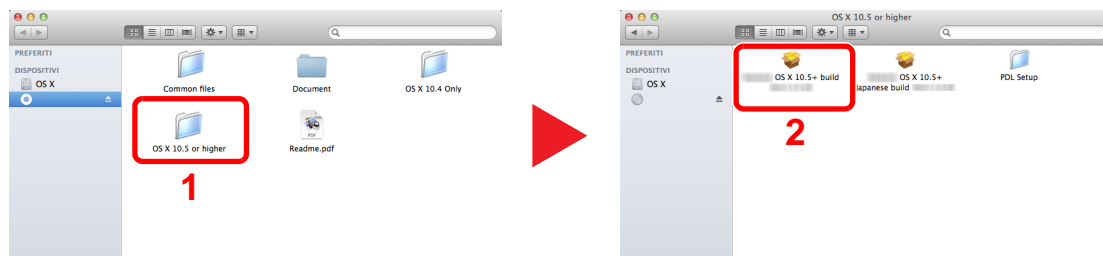 PREFERITI
DISPOSITIVI
OS X
Common files
Document
OS X 10.4 Only
OS X 10.5 or higher
PDF
Readme.pdf
1
OS X 10.5 or higher
PREFERITI
DISPOSITIVI
OS X
OS X 10.5+ build
OS X 10.5+
Japanese build
PDL Setup
2